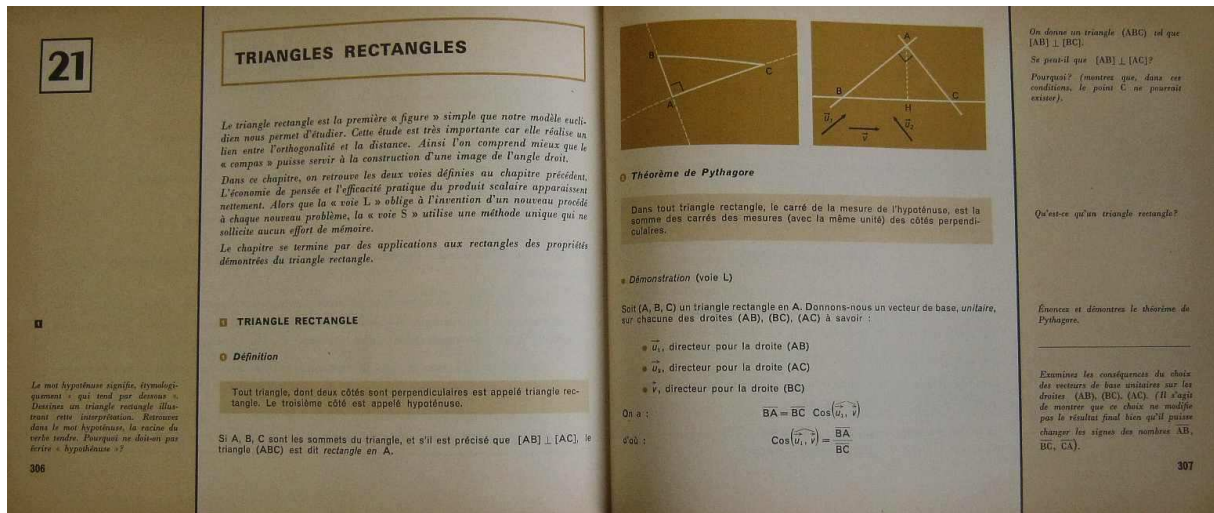 21
TRIANGLES RECTANGLES
Le triangle rectangle est la première « figure » simple que notre modèle eucli-
dien nous permet d'étudier. Cette étude est très importante car elle réalise un
lien entre l'orthogonalité et la distance. Ainsi l'on comprend mieux que le
« compas » puisse servir à la construction d'une image de l'angle droit.
Dans ce chapitre, on retrouve les deux voies définies au chapitre précédent.
L'économie de pensée et l'efficacité pratique du produit scalaire apparaissent
nettement. Alors que la « voie L » oblige à l'invention d'un nouveau procédé
à chaque nouveau problème, la « voie S » utilise une méthode unique qui ne
sollicite aucun effort de mémoire.
Le chapitre se termine par des applications aux rectangles des propriétés
démontrées du triangle rectangle.
1
1 TRIANGLE RECTANGLE
Définition
Le mot hypoténuse signifie, étymologi-
quement « qui tend par dessous ».
Dessinez un triangle rectangle illus-
trant cette interprétation. Retrouvez
dans le mot hypoténuse, la racine du
verbe tendre. Pourquoi ne doit-on pas
écrire « hypothénuse »?
Tout triangle, dont deux côtés sont perpendiculaires est appelé triangle rec-
tangle. Le troisième côté est appelé hypoténuse.
Si A, B, C sont les sommets du triangle, et s'il est précisé que [AB] ⊥ [AC], le
triangle (ABC) est dit rectangle en A.
306
B
C
A
A
B
H
C
u₁
v
u₂
Théorème de Pythagore
Dans tout triangle rectangle, le carré de la mesure de l'hypoténuse, est la
somme des carrés des mesures (avec la même unité) des côtés perpendi-
culaires.
Démonstration (voie L)
Soit (A, B, C) un triangle rectangle en A. Donnons-nous un vecteur de base, unitaire,
sur chacune des droites (AB), (BC), (AC) à savoir :
u₁, directeur pour la droite (AB)
u₂, directeur pour la droite (AC)
v, directeur pour la droite (BC)
On a : BA = BC Cos(u₁, v)
d'où : Cos(u₁, v) = BA/BC
On donne un triangle (ABC) tel que
[AB] ⊥ [BC].
Se peut-il que [AB] ⊥ [AC]?
Pourquoi? (montrez que, dans ces
conditions, le point C ne pourrait
exister).
Qu'est-ce qu'un triangle rectangle?
Énoncez et démontrez le théorème de
Pythagore.
Examinez les conséquences du choix
des vecteurs de base unitaires sur les
droites (AB), (BC), (AC). (Il s'agit
de montrer que ce choix ne modifie
pas le résultat final bien qu'il puisse
changer les signes des nombres AB,
BC, CA).
307